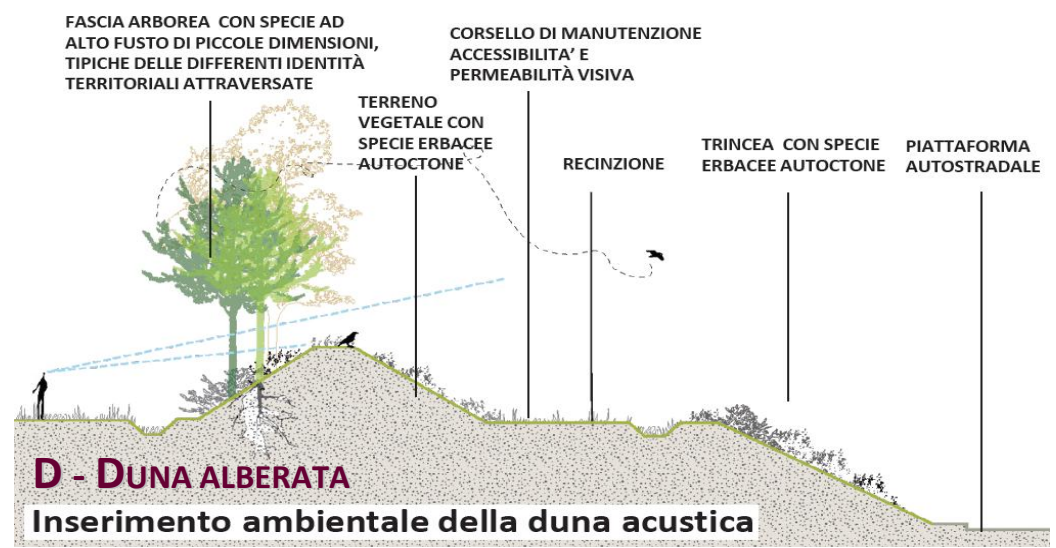 FASCIA ARBOREA CON SPECIE AD
ALTO FUSTO DI PICCOLE DIMENSIONI,
TIPICHE DELLE DIFFERENTI IDENTITÀ
TERRITORIALI ATTRAVERSATE
TERRENO
VEGETALE CON
SPECIE ERBACEE
AUTOCTONE
CORSELLO DI MANUTENZIONE
ACCESSIBILITA' E
PERMEABILITÀ VISIVA
RECINZIONE
TRINCEA CON SPECIE
ERBACEE AUTOCTONE
PIATTAFORMA
AUTOSTRADALE
D - DUNA ALBERATA
Inserimento ambientale della duna acustica